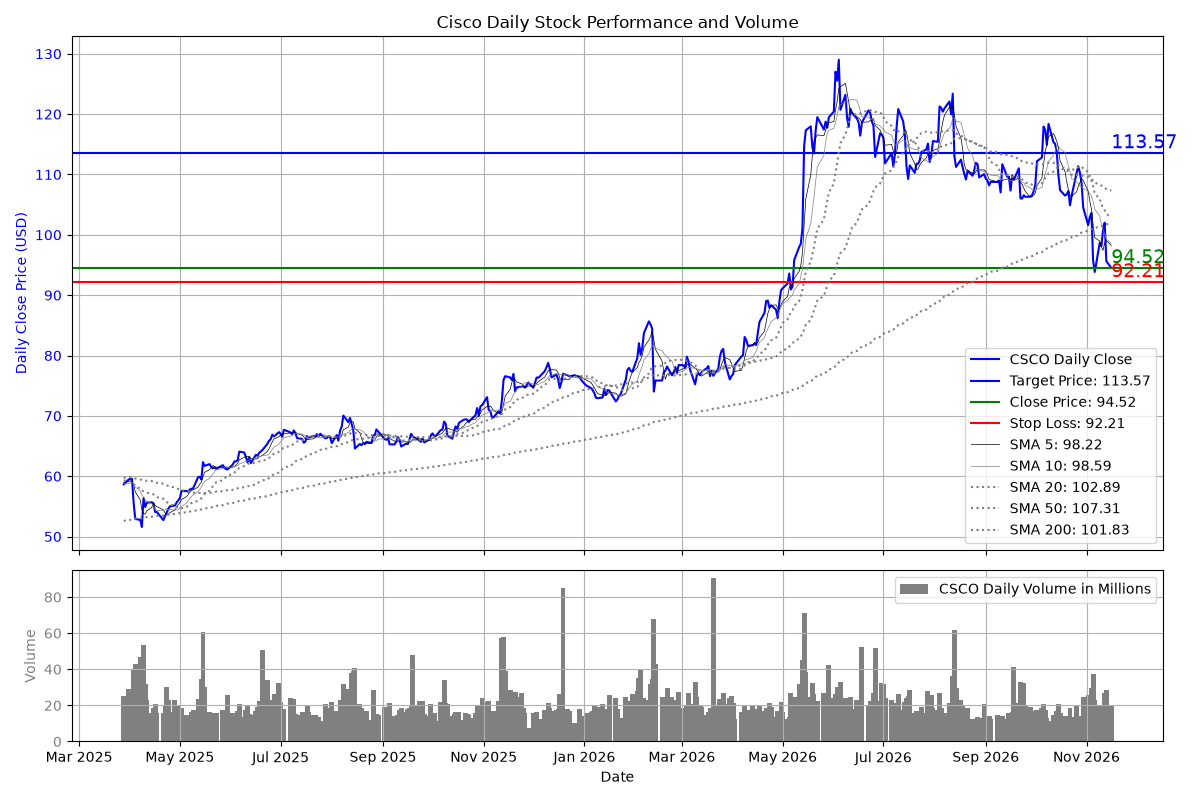 Cisco Daily Stock Performance and Volume
Daily Close Price (USD)
130
120
110
100
90
80
70
60
50
113.57
94.52
92.21
CSCO Daily Close
Target Price: 113.57
Close Price: 94.52
Stop Loss: 92.21
SMA 5: 98.22
SMA 10: 98.59
SMA 20: 102.89
SMA 50: 107.31
SMA 200: 101.83
Volume
80
60
40
20
0
CSCO Daily Volume in Millions
Mar 2025 May 2025 Jul 2025 Sep 2025 Nov 2025 Jan 2026 Mar 2026 May 2026 Jul 2026 Sep 2026 Nov 2026
Date